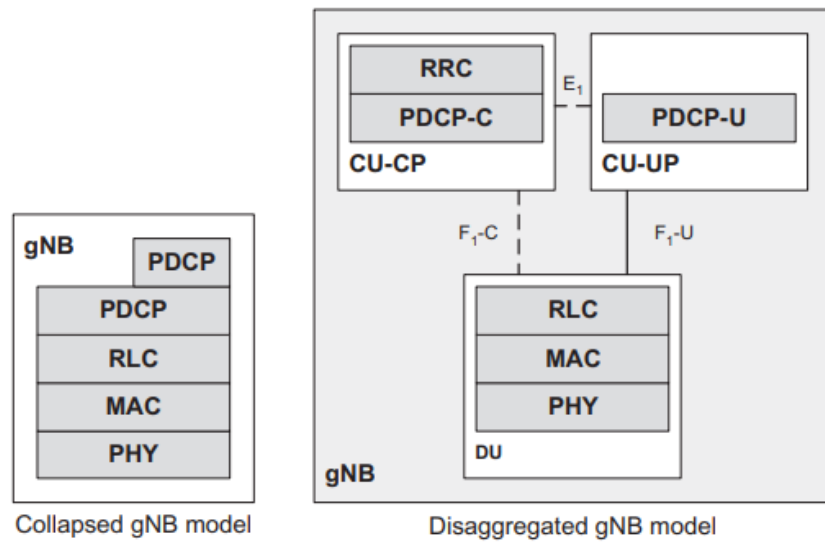 RRC
E1
PDCP-C
PDCP-U
CU-CP
CU-UP
F1-C
F1-U
gNB
PDCP
PDCP
RLC
MAC
PHY
RLC
MAC
PHY
DU
gNB
Collapsed gNB model
Disaggregated gNB model